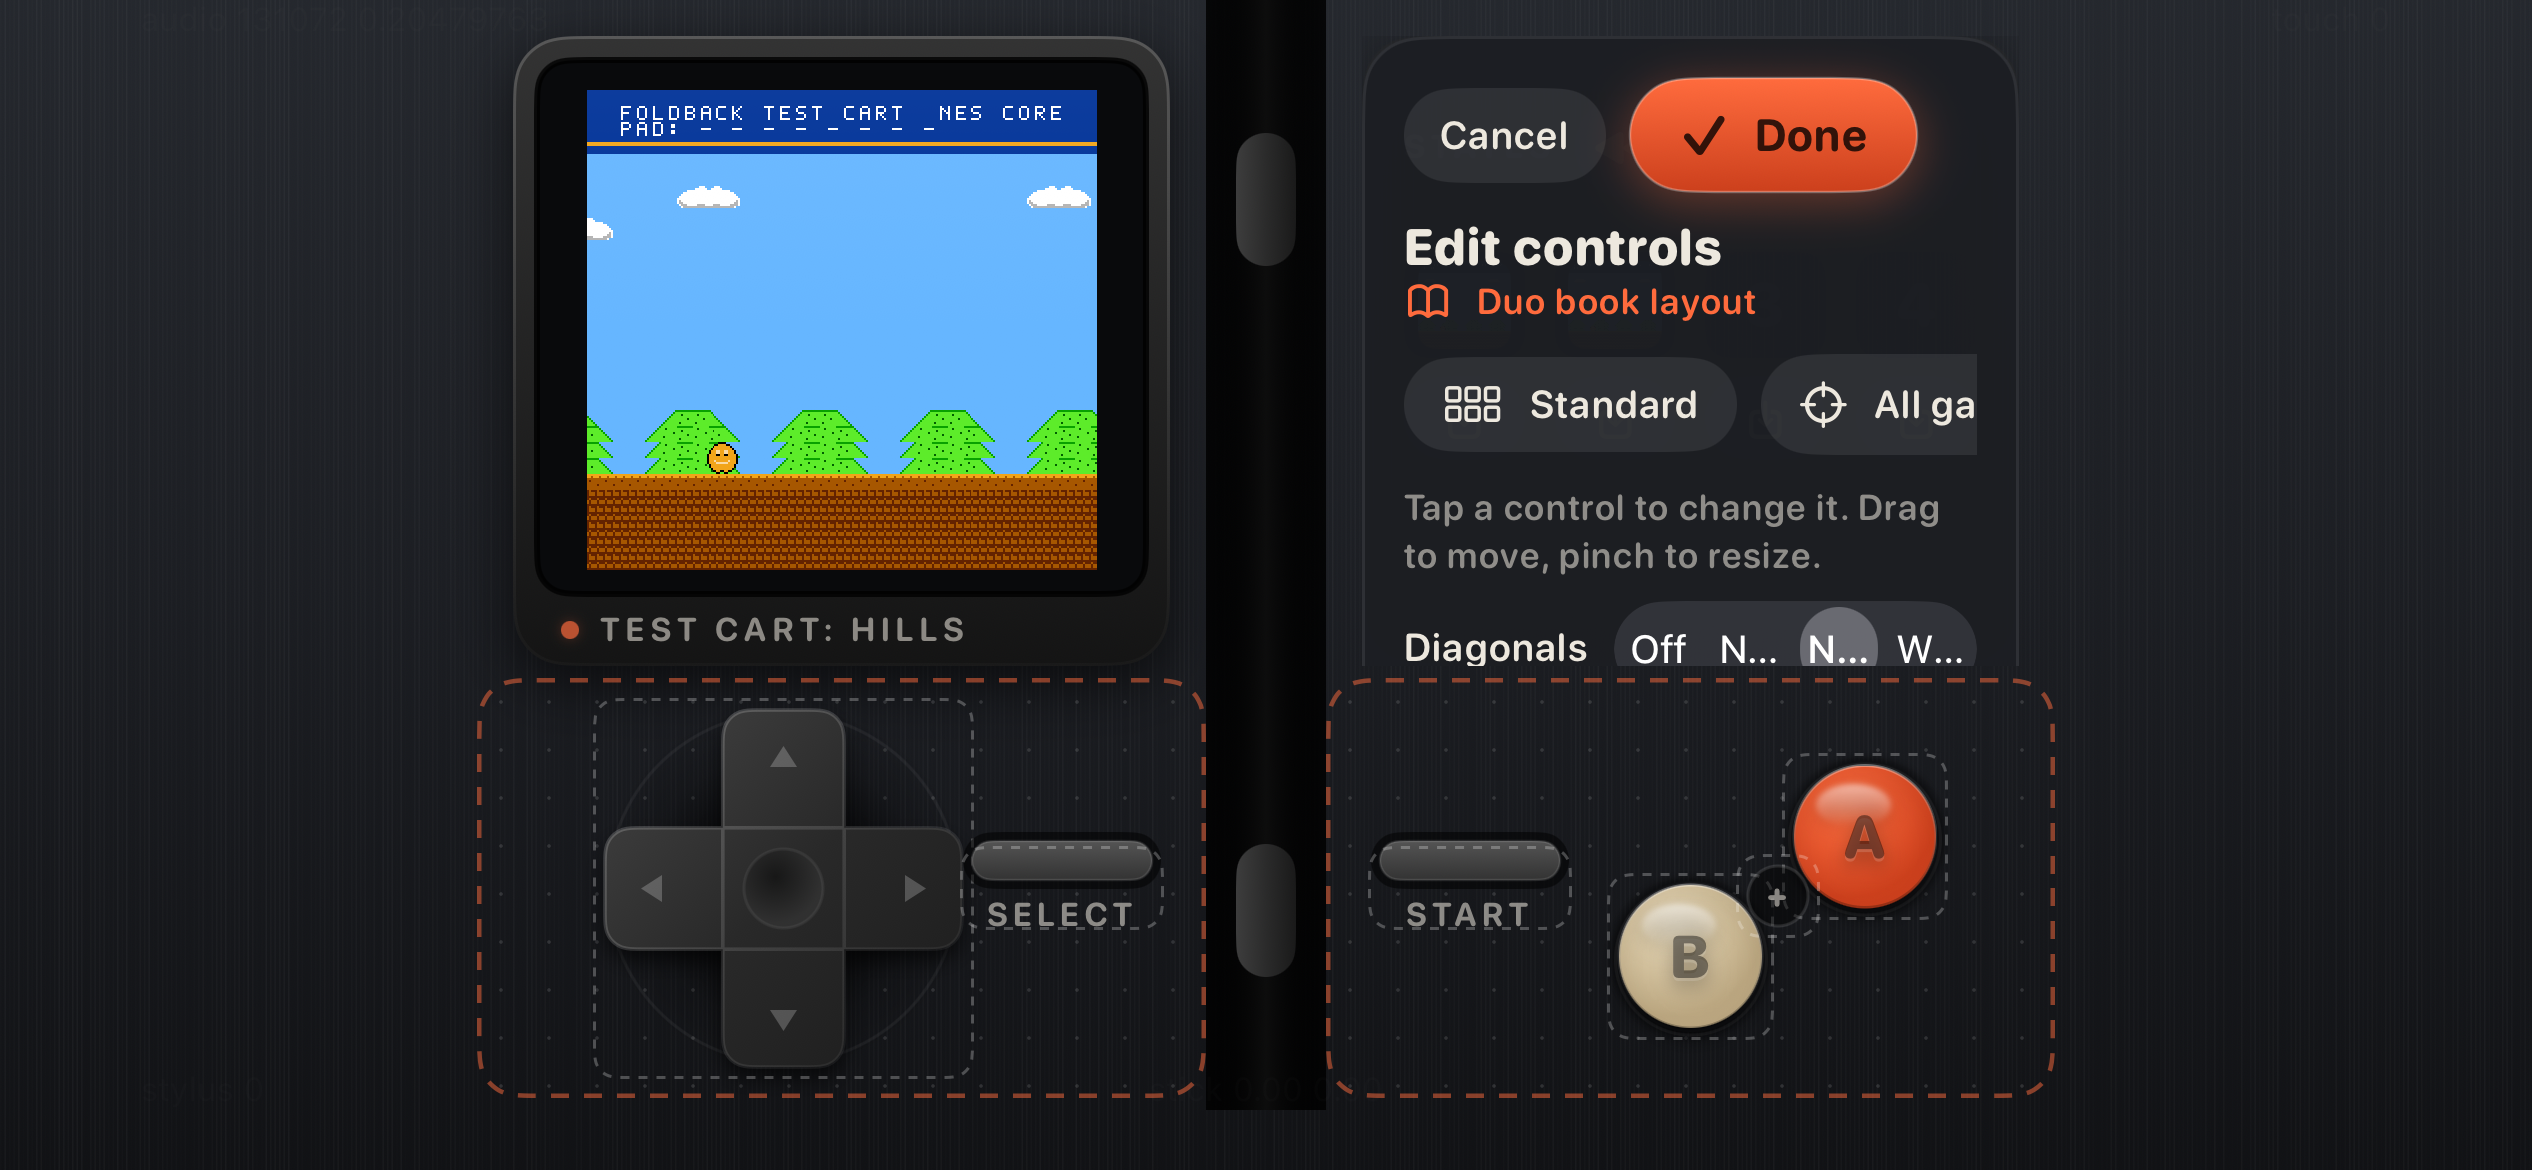 FOLDBACK TEST CART NES CORE
PAD: - - - - - - - -
TEST CART: HILLS
SELECT
Cancel
Done
Edit controls
Duo book layout
Standard
All ga
Tap a control to change it. Drag
to move, pinch to resize.
Diagonals Off N... N... W...
START
A
B
+